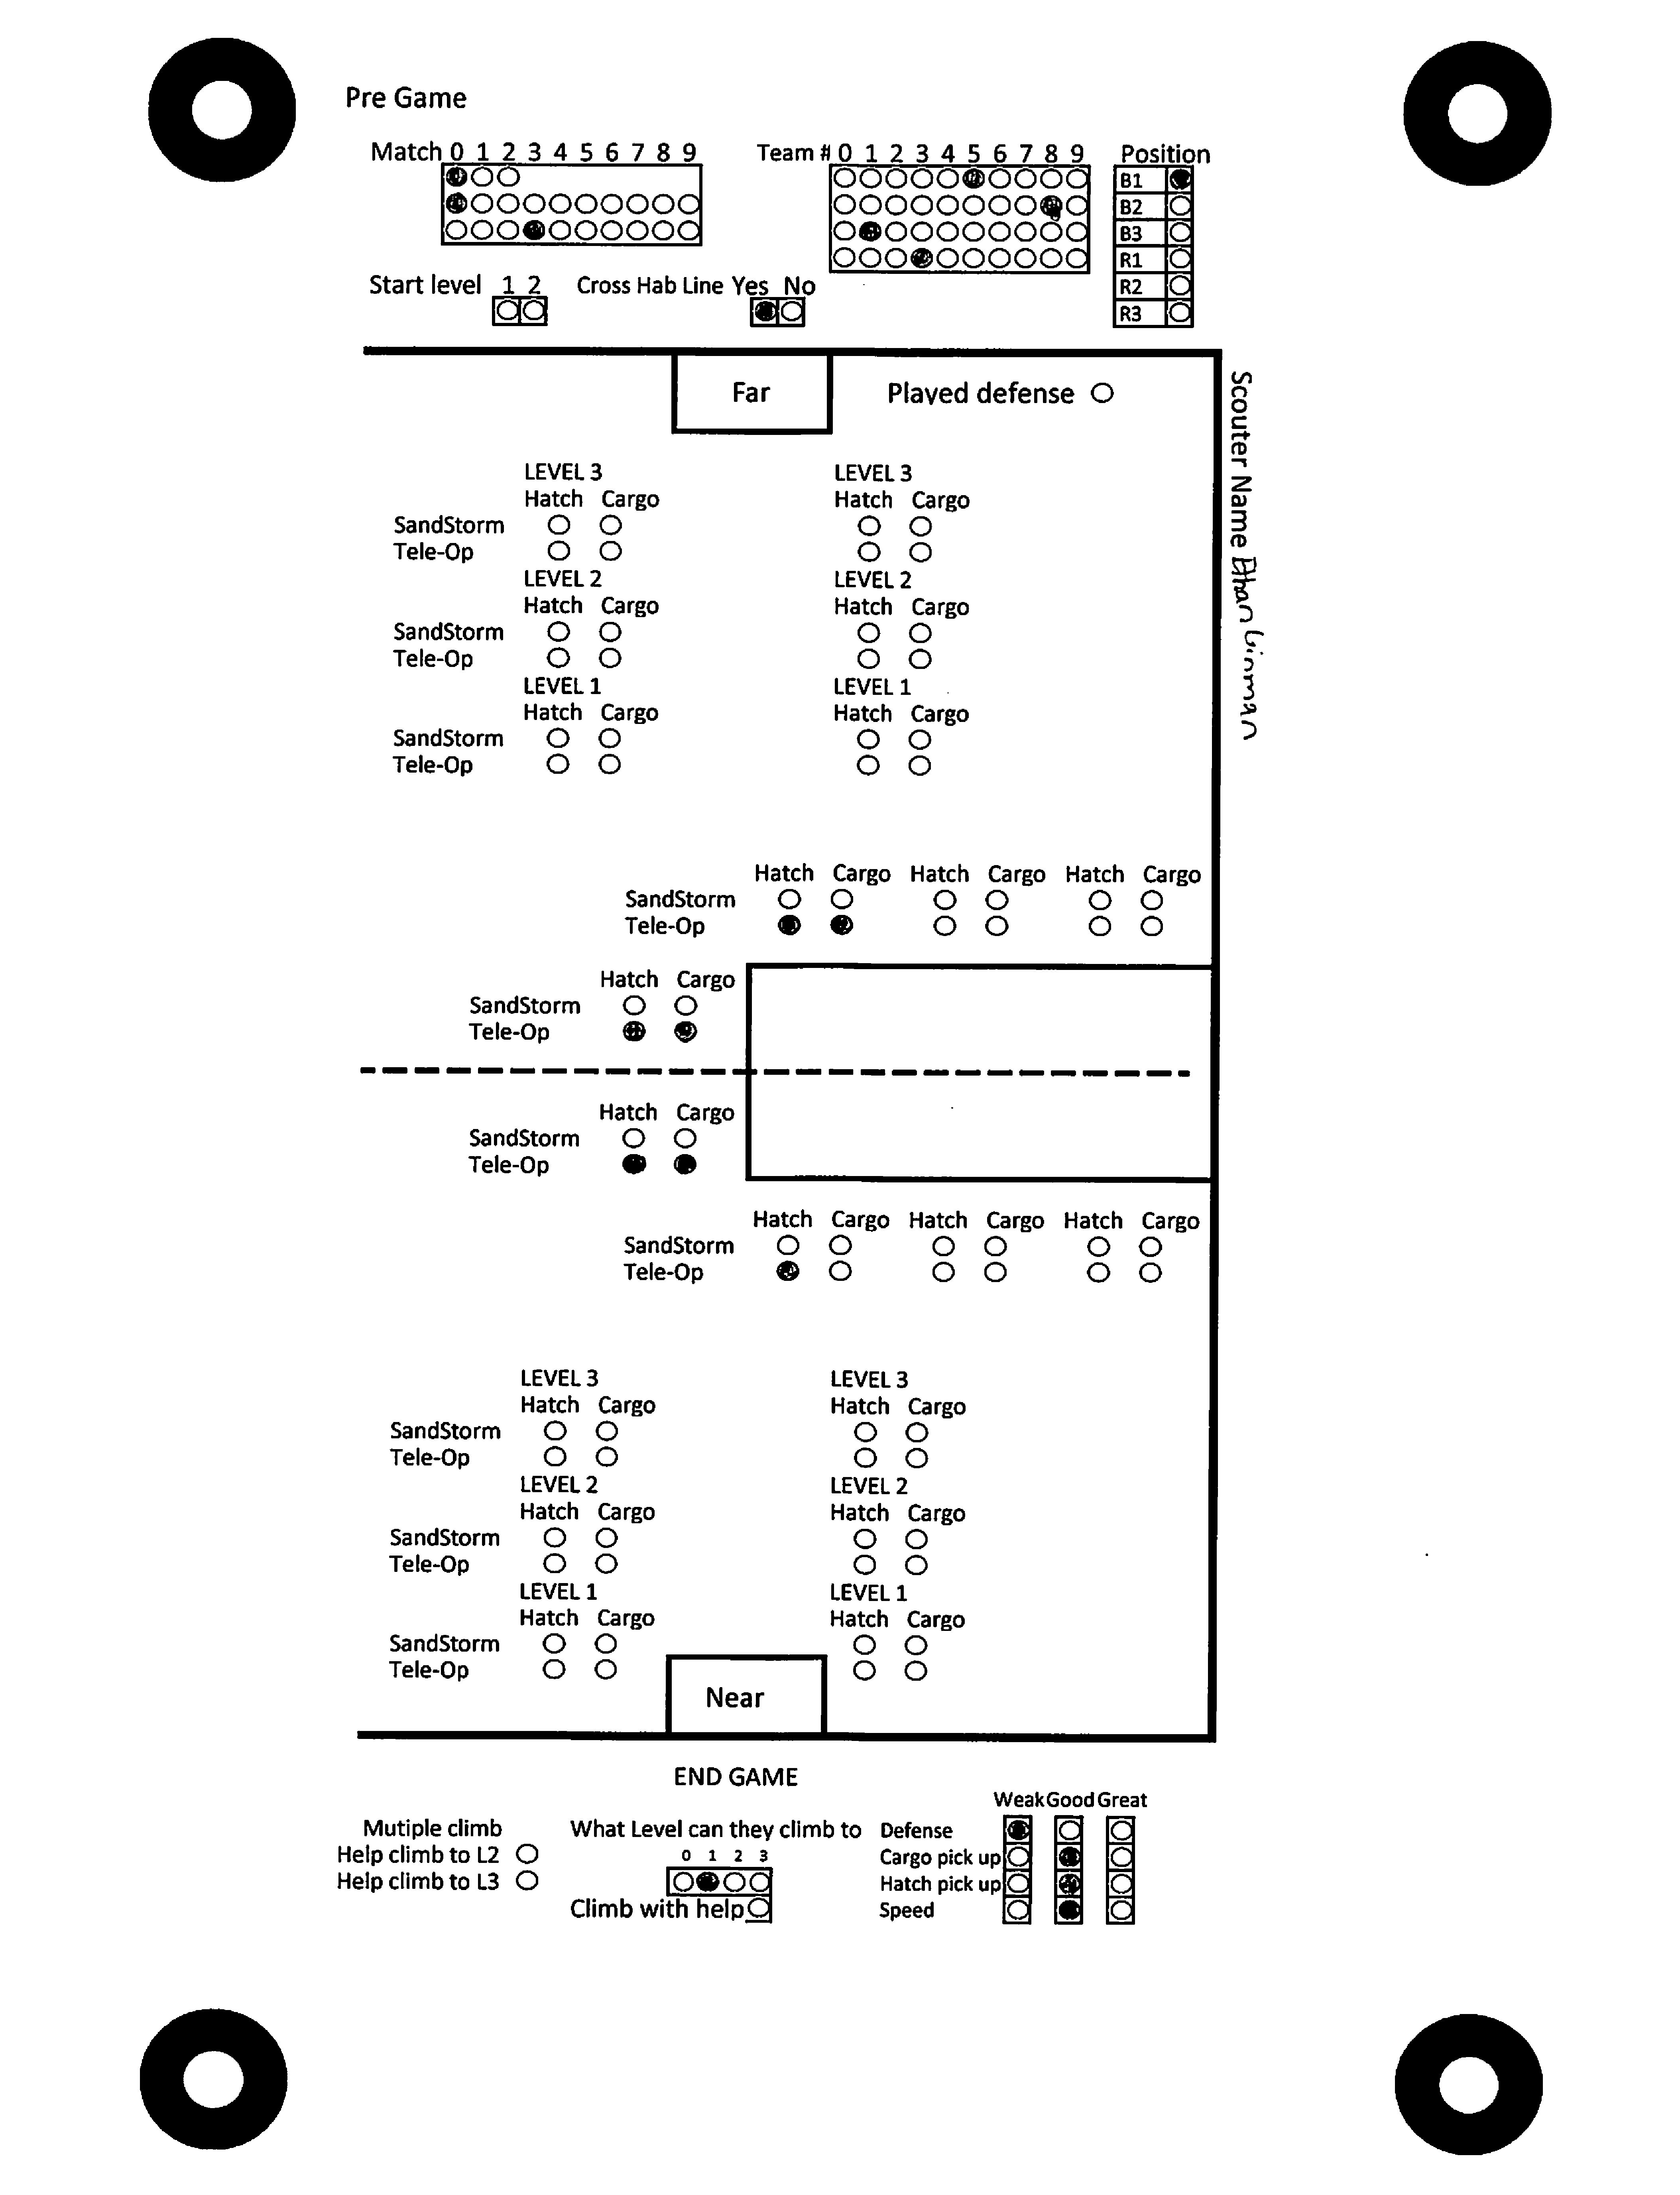 Pre Game
Match 0 1 2 3 4 5 6 7 8 9
Team # 0 1 2 3 4 5 6 7 8 9
Position
B1
B2
B3
R1
R2
R3
Start level 1 2
Cross Hab Line Yes No
Far
Played defense
Scouter Name Ethan
LEVEL 3 LEVEL 3
Hatch Cargo Hatch Cargo
SandStorm
Tele-Op
LEVEL 2 LEVEL 2
Hatch Cargo Hatch Cargo
SandStorm
Tele-Op
LEVEL 1 LEVEL 1
Hatch Cargo Hatch Cargo
SandStorm
Tele-Op
Hatch Cargo Hatch Cargo Hatch Cargo
SandStorm
Tele-Op
Hatch Cargo
SandStorm
Tele-Op
Hatch Cargo
SandStorm
Tele-Op
Hatch Cargo Hatch Cargo Hatch Cargo
SandStorm
Tele-Op
LEVEL 3 LEVEL 3
Hatch Cargo Hatch Cargo
SandStorm
Tele-Op
LEVEL 2 LEVEL 2
Hatch Cargo Hatch Cargo
SandStorm
Tele-Op
LEVEL 1 LEVEL 1
Hatch Cargo Hatch Cargo
SandStorm
Tele-Op
Near
END GAME
Mutiple climb
Help climb to L2
Help climb to L3
What Level can they climb to
0 1 2 3
Climb with help
Weak Good Great
Defense
Cargo pick up
Hatch pick up
Speed